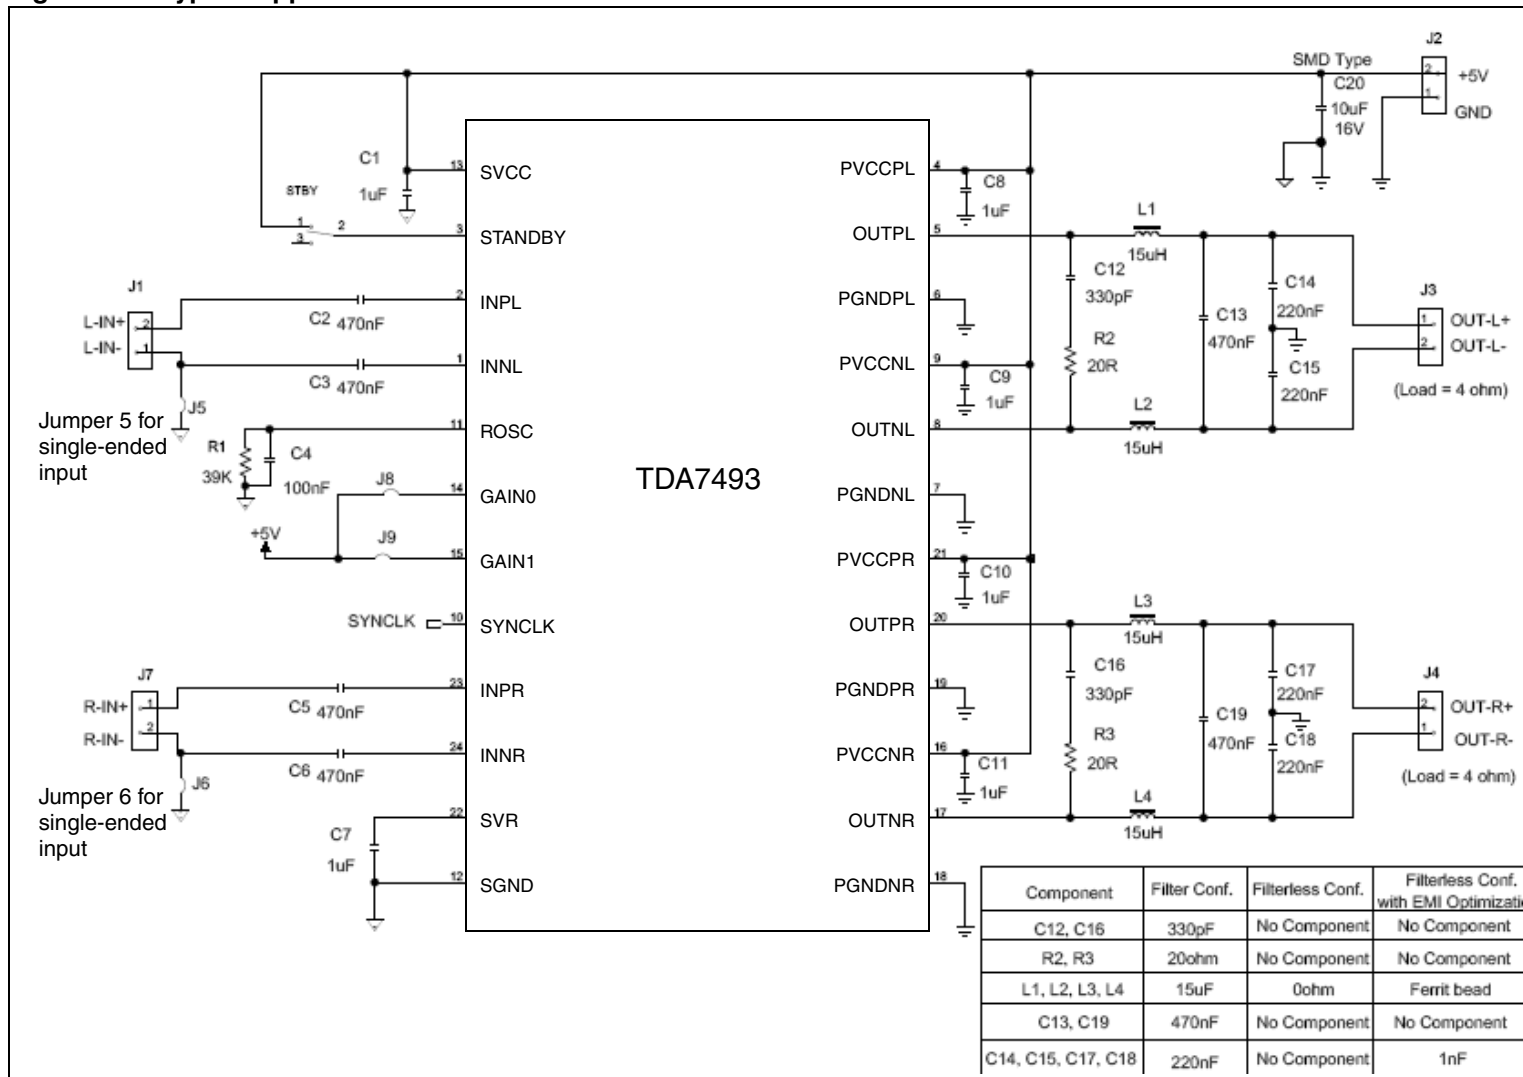 J2
SMD Type
C20
10uF
16V
2
+5V
1
GND
C1
1uF
13
SVCC
PVCCPL
4
C8
1uF
STBY
1
2
3
3
STANDBY
OUTPL
5
L1
15uH
C12
330pF
R2
20R
C13
470nF
C14
220nF
C15
220nF
J3
1
OUT-L+
2
OUT-L-
(Load = 4 ohm)
J1
L-IN+
2
L-IN-
1
C2
470nF
2
INPL
PGNDPL
6
C3
470nF
1
INNL
PVCCNL
9
C9
1uF
J5
Jumper 5 for
single-ended
input
R1
39K
C4
100nF
11
ROSC
OUTNL
8
L2
15uH
TDA7493
J8
14
GAIN0
PGNDNL
7
+5V
J9
15
GAIN1
PVCCPR
21
C10
1uF
SYNCLK
10
SYNCLK
OUTPR
20
L3
15uH
C16
330pF
R3
20R
C19
470nF
C17
220nF
C18
220nF
J4
2
OUT-R+
1
OUT-R-
(Load = 4 ohm)
J7
R-IN+
1
R-IN-
2
C5
470nF
23
INPR
PGNDPR
19
C6
470nF
24
INNR
PVCCNR
16
C11
1uF
J6
Jumper 6 for
single-ended
input
C7
1uF
22
SVR
OUTNR
17
L4
15uH
12
SGND
PGNDNR
18
Component Filter Conf. Filterless Conf. Filterless Conf.
with EMI Optimizati
C12, C16 330pF No Component No Component
R2, R3 20ohm No Component No Component
L1, L2, L3, L4 15uF 0ohm Ferrit bead
C13, C19 470nF No Component No Component
C14, C15, C17, C18 220nF No Component 1nF